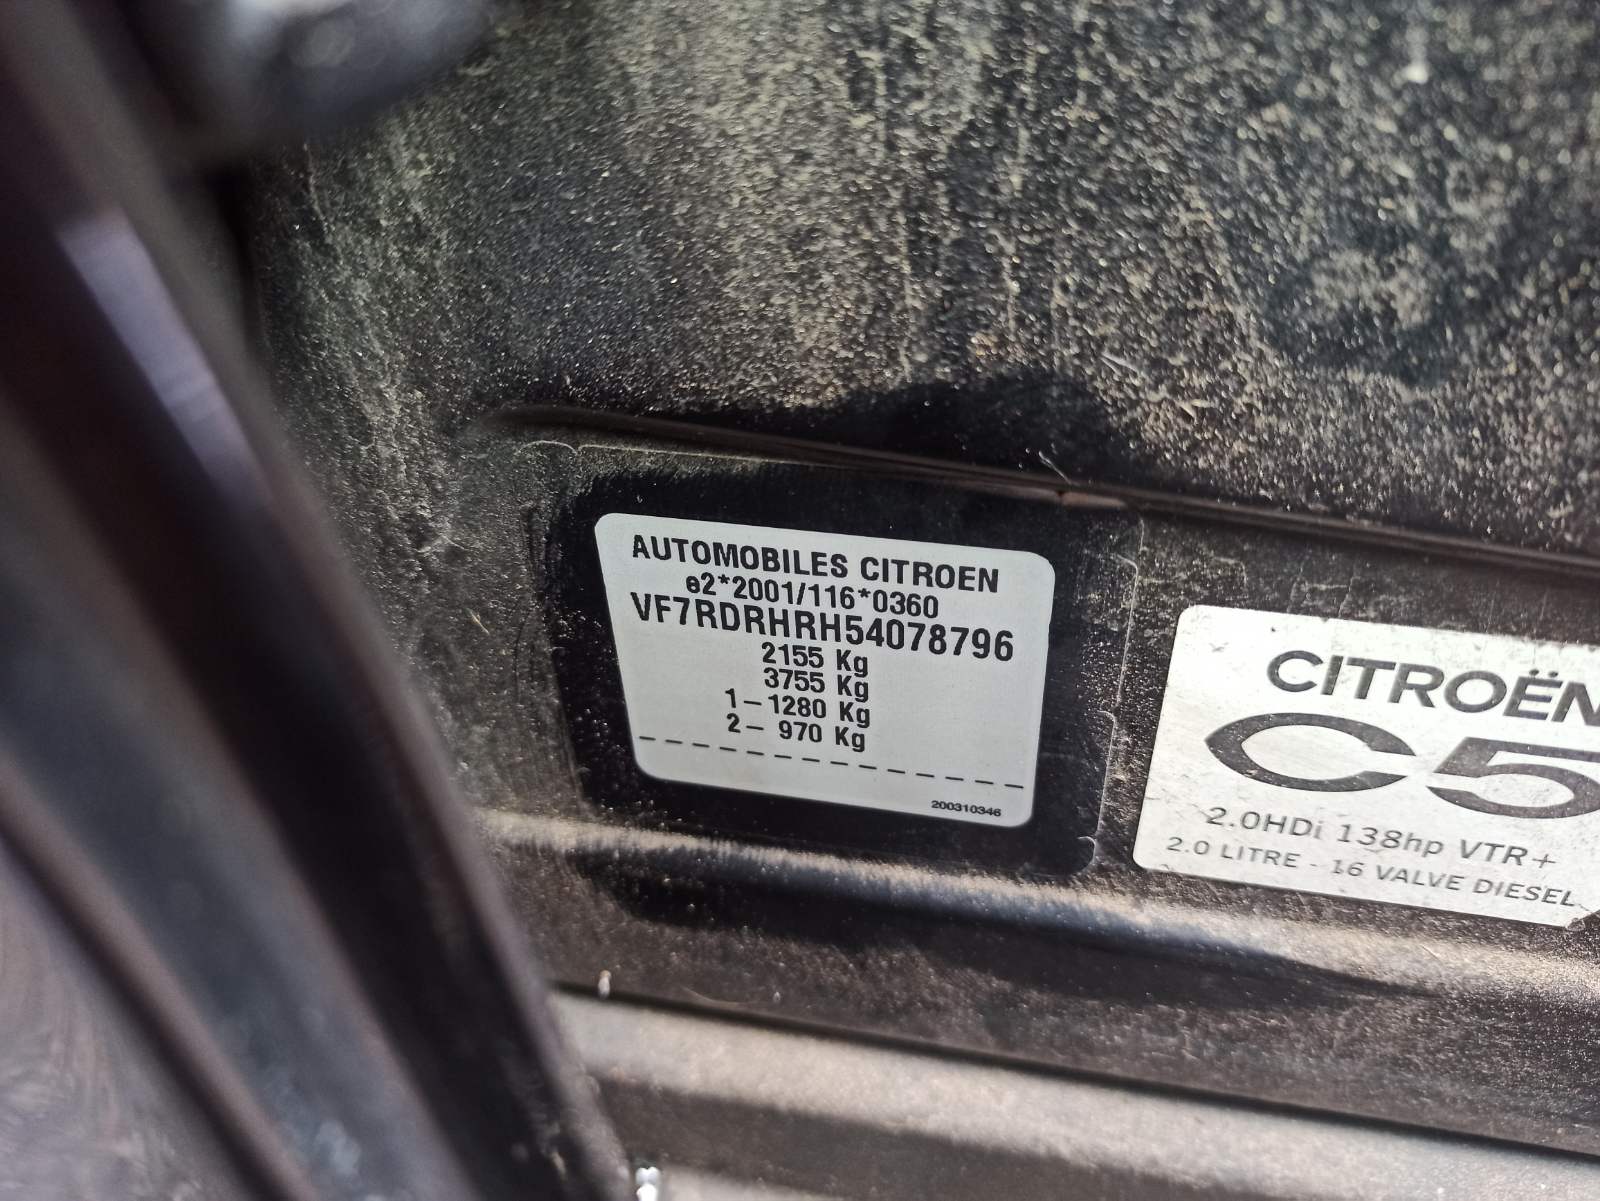 AUTOMOBILES CITROEN
e2*2001/116*0360
VF7RDRHRH54078796
2155 Kg
3755 Kg
1- 1280 Kg
2- 970 Kg
200310346
CITROËN
C5
2.0HDi 138hp VTR+
2.0 LITRE - 16 VALVE DIESEL